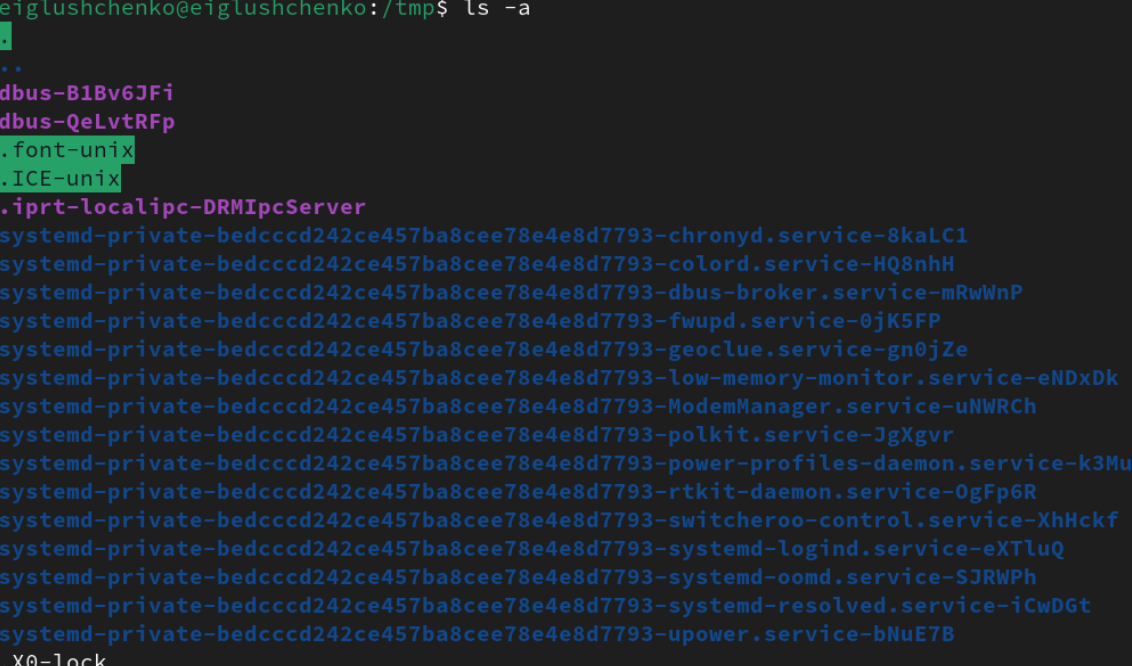 eiglushchenko@eiglushchenko:/tmp$ ls -a
.
..
dbus-B1Bv6JFi
dbus-QeLvtRFp
.font-unix
.ICE-unix
.iprt-localipc-DRMIpcServer
systemd-private-bedcccd242ce457ba8cee78e4e8d7793-chronyd.service-8kaLC1
systemd-private-bedcccd242ce457ba8cee78e4e8d7793-colord.service-HQ8nhH
systemd-private-bedcccd242ce457ba8cee78e4e8d7793-dbus-broker.service-mRwWnP
systemd-private-bedcccd242ce457ba8cee78e4e8d7793-fwupd.service-0jK5FP
systemd-private-bedcccd242ce457ba8cee78e4e8d7793-geoclue.service-gn0jZe
systemd-private-bedcccd242ce457ba8cee78e4e8d7793-low-memory-monitor.service-eNDxDk
systemd-private-bedcccd242ce457ba8cee78e4e8d7793-ModemManager.service-uNWRCh
systemd-private-bedcccd242ce457ba8cee78e4e8d7793-polkit.service-JgXgvr
systemd-private-bedcccd242ce457ba8cee78e4e8d7793-power-profiles-daemon.service-k3Mu
systemd-private-bedcccd242ce457ba8cee78e4e8d7793-rtkit-daemon.service-OgFp6R
systemd-private-bedcccd242ce457ba8cee78e4e8d7793-switcheroo-control.service-XhHckf
systemd-private-bedcccd242ce457ba8cee78e4e8d7793-systemd-logind.service-eXTluQ
systemd-private-bedcccd242ce457ba8cee78e4e8d7793-systemd-oomd.service-SJRWPh
systemd-private-bedcccd242ce457ba8cee78e4e8d7793-systemd-resolved.service-iCwDGt
systemd-private-bedcccd242ce457ba8cee78e4e8d7793-upower.service-bNuE7B
.X0-lock